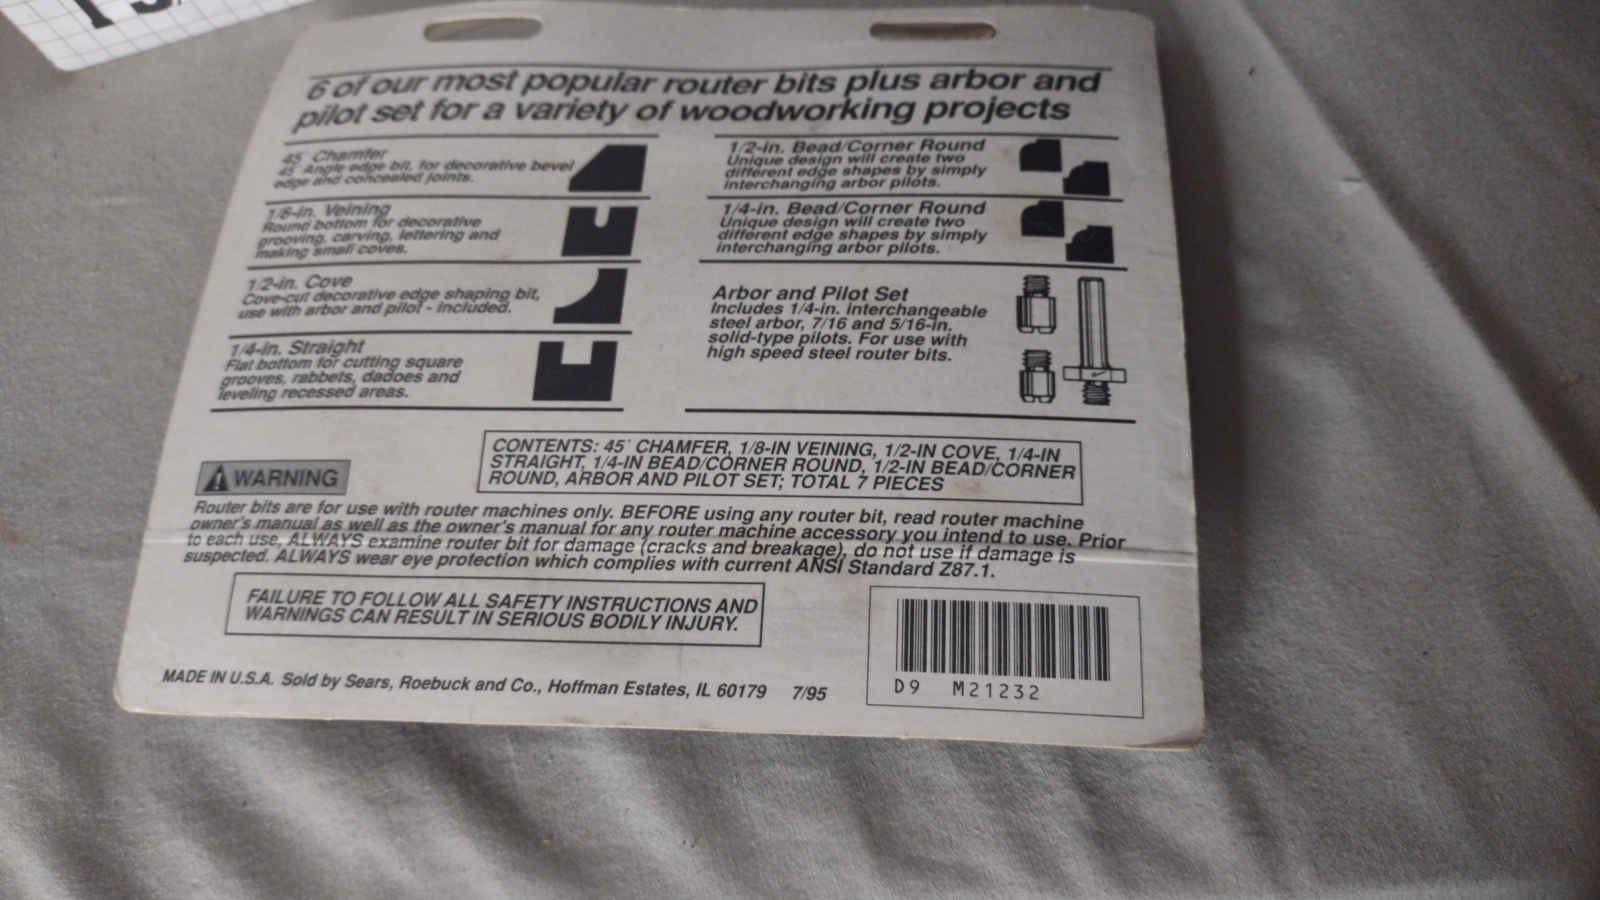 6 of our most popular router bits plus arbor and
pilot set for a variety of woodworking projects
45° Chamfer
45° Angle edge bit, for decorative bevel
edge and concealed joints.
1/8-in. Veining
Round bottom for decorative
grooving, carving, lettering and
making small coves.
1/2-in. Cove
Cove-cut decorative edge shaping bit,
use with arbor and pilot - included.
1/4-in. Straight
Flat bottom for cutting square
grooves, rabbets, dadoes and
leveling recessed areas.
1/2-in. Bead/Corner Round
Unique design will create two
different edge shapes by simply
interchanging arbor pilots.
1/4-in. Bead/Corner Round
Unique design will create two
different edge shapes by simply
interchanging arbor pilots.
Arbor and Pilot Set
Includes 1/4-in. interchangeable
steel arbor, 7/16 and 5/16-in.
solid-type pilots. For use with
high speed steel router bits.
CONTENTS: 45° CHAMFER, 1/8-IN VEINING, 1/2-IN COVE, 1/4-IN
STRAIGHT, 1/4-IN BEAD/CORNER ROUND, 1/2-IN BEAD/CORNER
ROUND, ARBOR AND PILOT SET; TOTAL 7 PIECES
WARNING
Router bits are for use with router machines only. BEFORE using any router bit, read router machine
owner's manual as well as the owner's manual for any router machine accessory you intend to use. Prior
to each use, ALWAYS examine router bit for damage (cracks and breakage), do not use if damage is
suspected. ALWAYS wear eye protection which complies with current ANSI Standard Z87.1.
FAILURE TO FOLLOW ALL SAFETY INSTRUCTIONS AND
WARNINGS CAN RESULT IN SERIOUS BODILY INJURY.
MADE IN U.S.A. Sold by Sears, Roebuck and Co., Hoffman Estates, IL 60179 7/95
D9 M21232